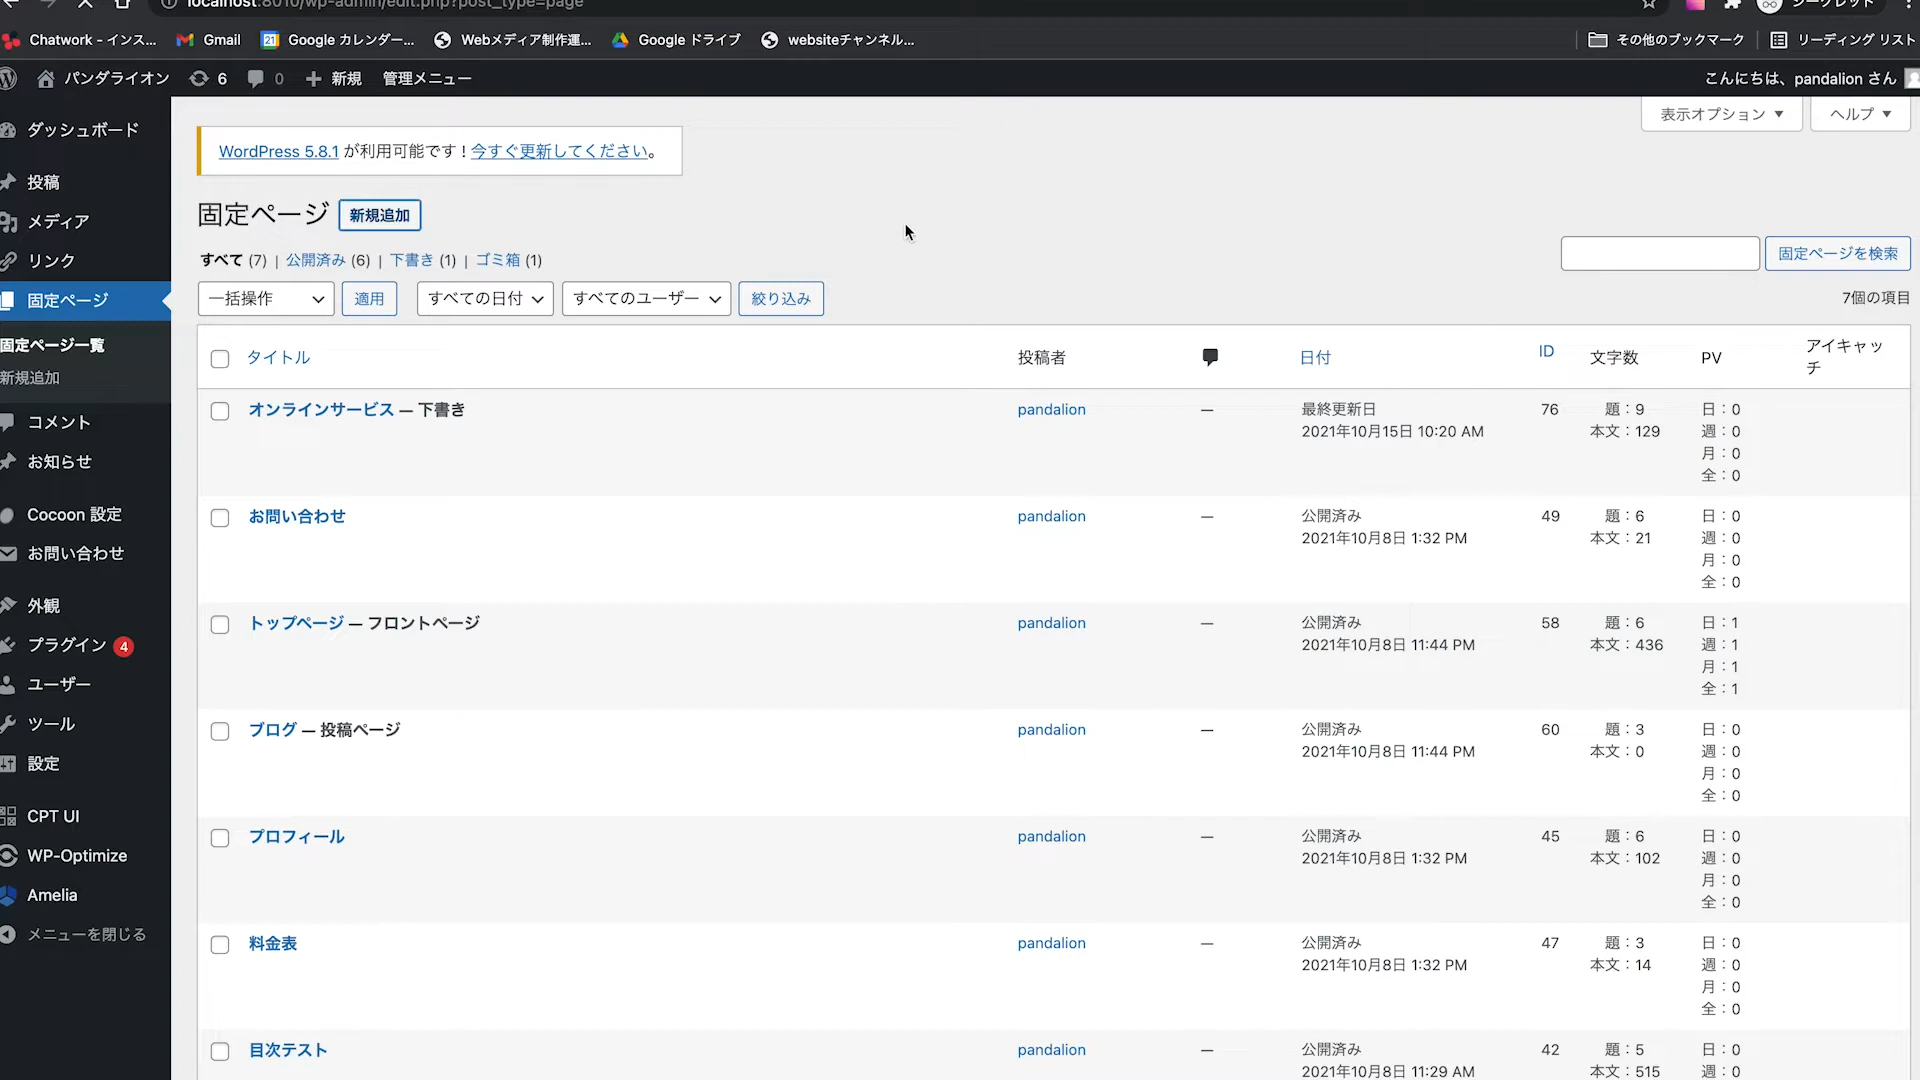 localhost:8010/wp-admin/edit.php?post_type=page
シークレット
Chatwork - インス...
Gmail
21
Google カレンダー...
Webメディア制作運...
Google ドライブ
websiteチャンネル...
その他のブックマーク
リーディング リスト
パンダライオン
6
0
新規
管理メニュー
こんにちは、pandalion さん
表示オプション ▼
ヘルプ ▼
ダッシュボード
投稿
メディア
リンク
固定ページ
固定ページ一覧
新規追加
コメント
お知らせ
Cocoon 設定
お問い合わせ
外観
プラグイン 4
ユーザー
ツール
設定
CPT UI
WP-Optimize
Amelia
メニューを閉じる
WordPress 5.8.1 が利用可能です ! 今すぐ更新してください。
固定ページ 新規追加
すべて (7) | 公開済み (6) | 下書き (1) | ゴミ箱 (1)
固定ページを検索
一括操作 適用 すべての日付 すべてのユーザー 絞り込み
7個の項目
タイトル 投稿者 日付 ID 文字数 PV アイキャッチ
オンラインサービス — 下書き pandalion — 最終更新日 76 題：9 日：0
2021年10月15日 10:20 AM 本文：129 週：0
月：0
全：0
お問い合わせ pandalion — 公開済み 49 題：6 日：0
2021年10月8日 1:32 PM 本文：21 週：0
月：0
全：0
トップページ — フロントページ pandalion — 公開済み 58 題：6 日：1
2021年10月8日 11:44 PM 本文：436 週：1
月：1
全：1
ブログ — 投稿ページ pandalion — 公開済み 60 題：3 日：0
2021年10月8日 11:44 PM 本文：0 週：0
月：0
全：0
プロフィール pandalion — 公開済み 45 題：6 日：0
2021年10月8日 1:32 PM 本文：102 週：0
月：0
全：0
料金表 pandalion — 公開済み 47 題：3 日：0
2021年10月8日 1:32 PM 本文：14 週：0
月：0
全：0
目次テスト pandalion — 公開済み 42 題：5 日：0
2021年10月8日 11:29 AM 本文：515 週：0